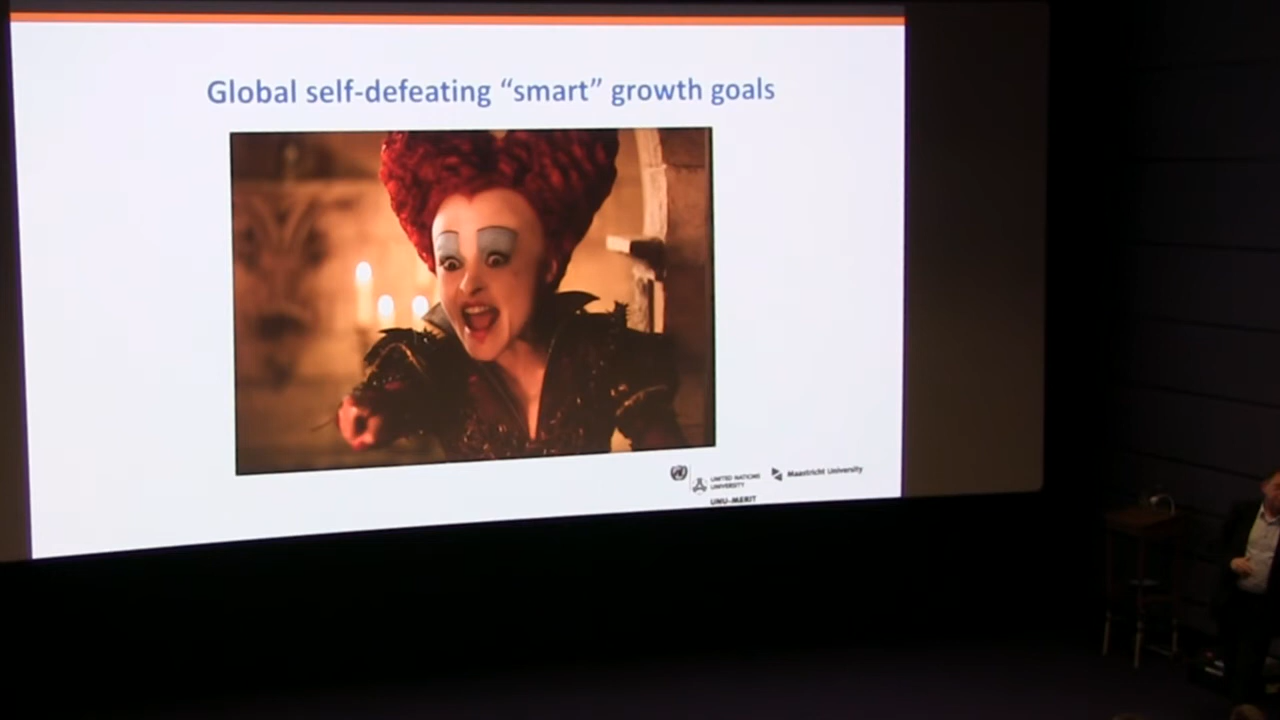 Global self-defeating “smart” growth goals
UNITED NATIONS
UNIVERSITY
UNU-MERIT
Maastricht University